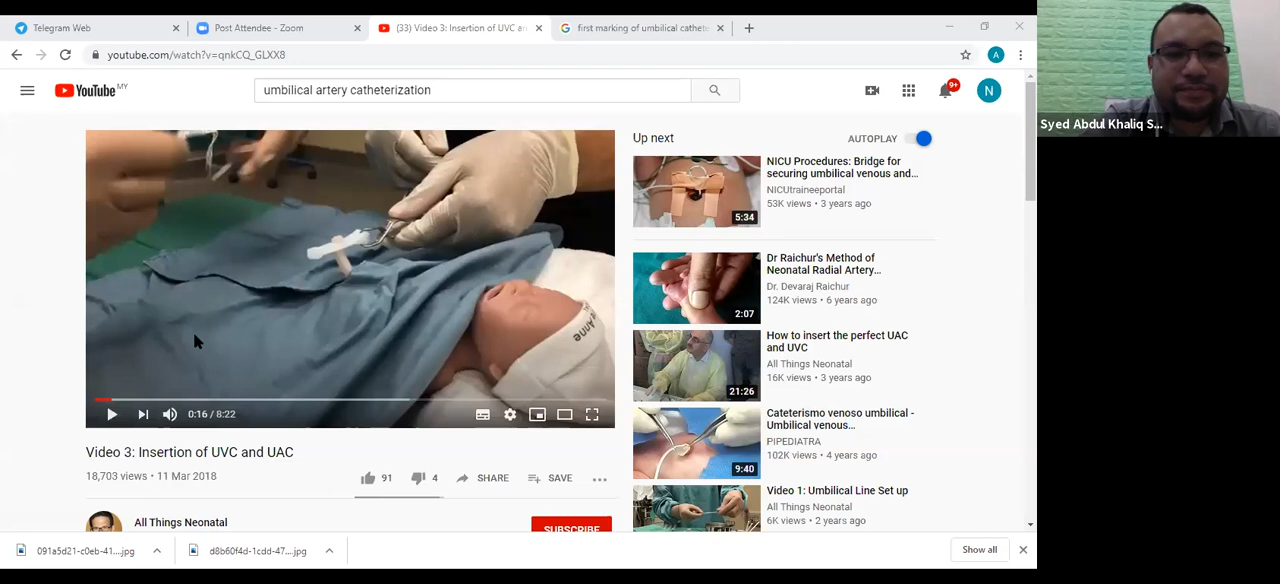 Telegram Web
Post Attendee - Zoom
(33) Video 3: Insertion of UVC an
first marking of umbilical cathete
youtube.com/watch?v=qnkCQ_GLXX8
A
YouTube MY
umbilical artery catheterization
9+
N
Syed Abdul Khaliq S...
Up next
AUTOPLAY
NICU Procedures: Bridge for
securing umbilical venous and...
NICUtraineeportal
53K views • 3 years ago
5:34
Dr Raichur's Method of
Neonatal Radial Artery...
Dr. Devaraj Raichur
124K views • 6 years ago
2:07
How to insert the perfect UAC
and UVC
All Things Neonatal
16K views • 3 years ago
21:26
Cateterismo venoso umbilical -
Umbilical venous...
PIPEDIATRA
102K views • 4 years ago
9:40
Video 1: Umbilical Line Set up
All Things Neonatal
6K views • 2 years ago
0:16 / 8:22
Video 3: Insertion of UVC and UAC
18,703 views • 11 Mar 2018
91
4
SHARE
SAVE
All Things Neonatal
SUBSCRIBE
091a5d21-c0eb-41....jpg
d8b60f4d-1cdd-47....jpg
Show all